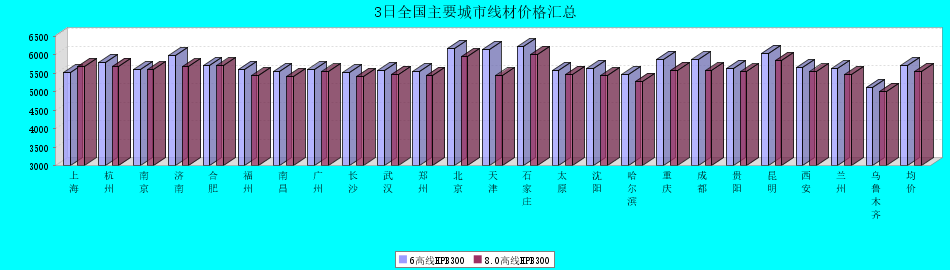 3日全国主要城市线材价格汇总
6500
6000
5500
5000
4500
4000
3500
3000
上海 杭州 南京 济南 合肥 福州 南昌 广州 长沙 武汉 郑州 北京 天津 石家庄 太原 沈阳 哈尔滨 重庆 成都 贵阳 昆明 西安 兰州 乌鲁木齐 均价
6高线HPB300 8.0高线HPB300